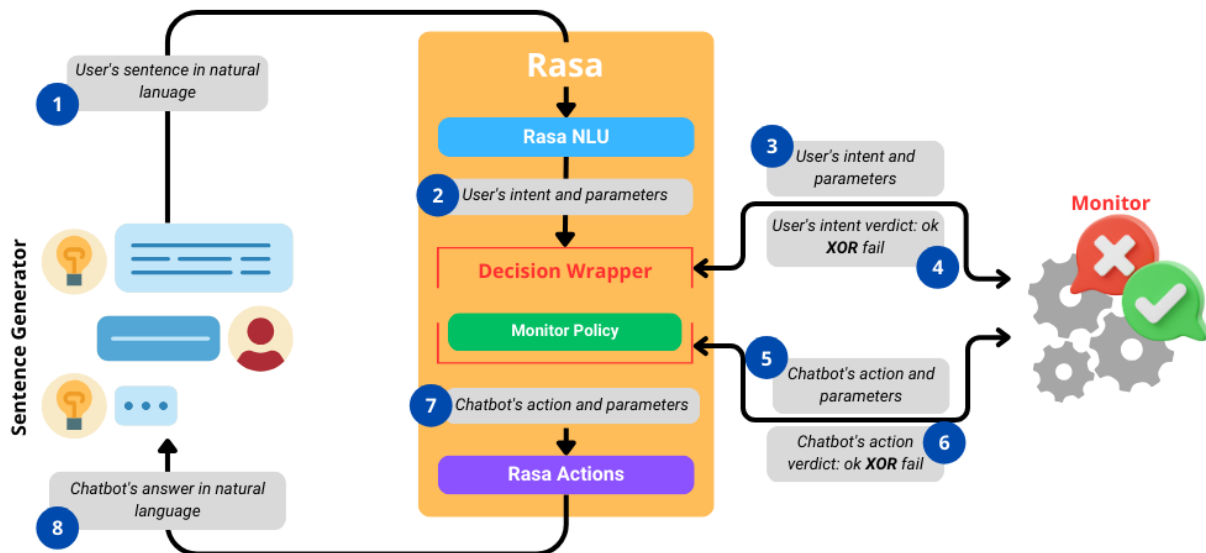 User's sentence in natural
lanuage
1
Rasa
Rasa NLU
2
User's intent and parameters
3
User's intent and
parameters
User's intent verdict: ok
XOR fail
4
Monitor
Decision Wrapper
Monitor Policy
5
Chatbot's action and
parameters
Chatbot's action
verdict: ok XOR fail
6
7
Chatbot's action and parameters
Rasa Actions
Sentence Generator
Chatbot's answer in natural
language
8